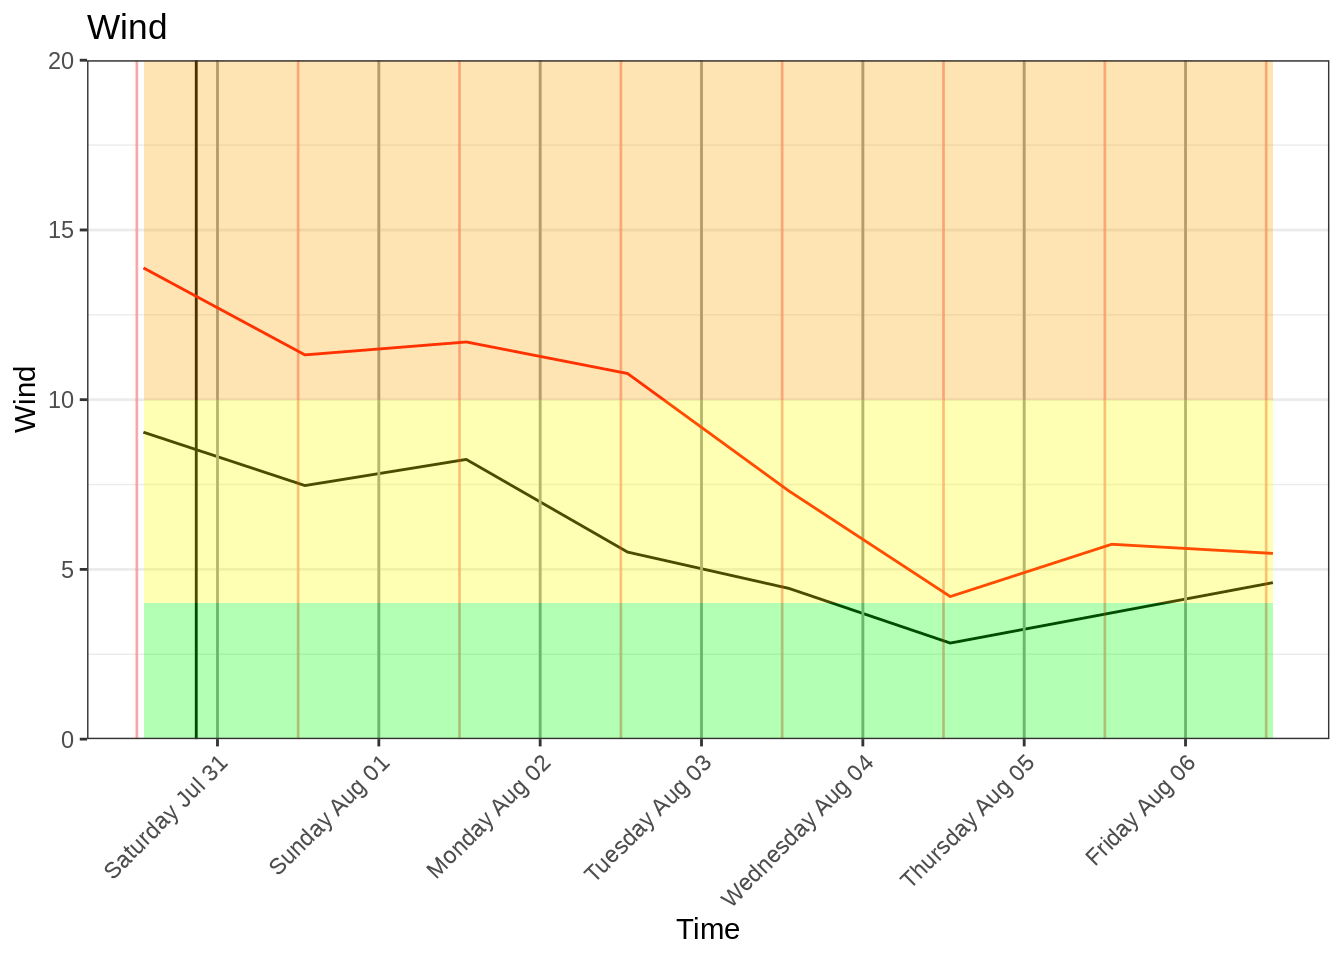 Wind
20
15
10
5
0
Wind
Saturday Jul 31
Sunday Aug 01
Monday Aug 02
Tuesday Aug 03
Wednesday Aug 04
Thursday Aug 05
Friday Aug 06
Time